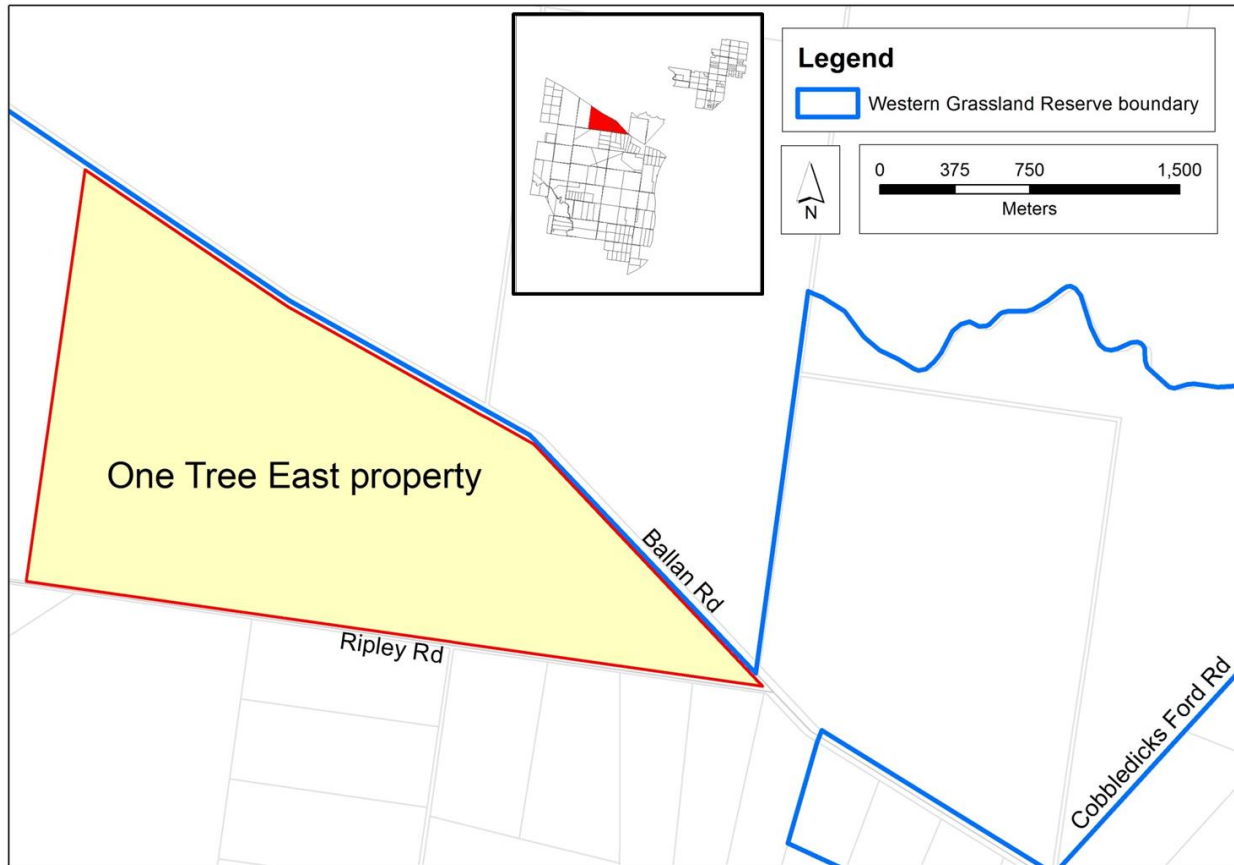 Legend
Western Grassland Reserve boundary
N
0 375 750 1,500
Meters
One Tree East property
Ballan Rd
Ripley Rd
Cobbledicks Ford Rd